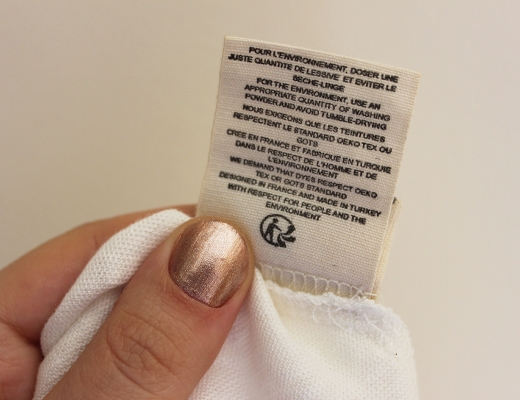 POUR L'ENVIRONNEMENT, DOSER UNE
JUSTE QUANTITE DE LESSIVE ET EVITER LE
SECHE-LINGE
FOR THE ENVIRONMENT, USE AN
APPROPRIATE QUANTITY OF WASHING
POWDER AND AVOID TUMBLE-DRYING
NOUS EXIGEONS QUE LES TEINTURES
RESPECTENT LE STANDARD OEKO TEX OU
GOTS
CREE EN FRANCE ET FABRIQUE EN TURQUIE
DANS LE RESPECT DE L'HOMME ET DE
L'ENVIRONNEMENT
WE DEMAND THAT DYES RESPECT OEKO
TEX OR GOTS STANDARD
DESIGNED IN FRANCE AND MADE IN TURKEY
WITH RESPECT FOR PEOPLE AND THE
ENVIRONMENT